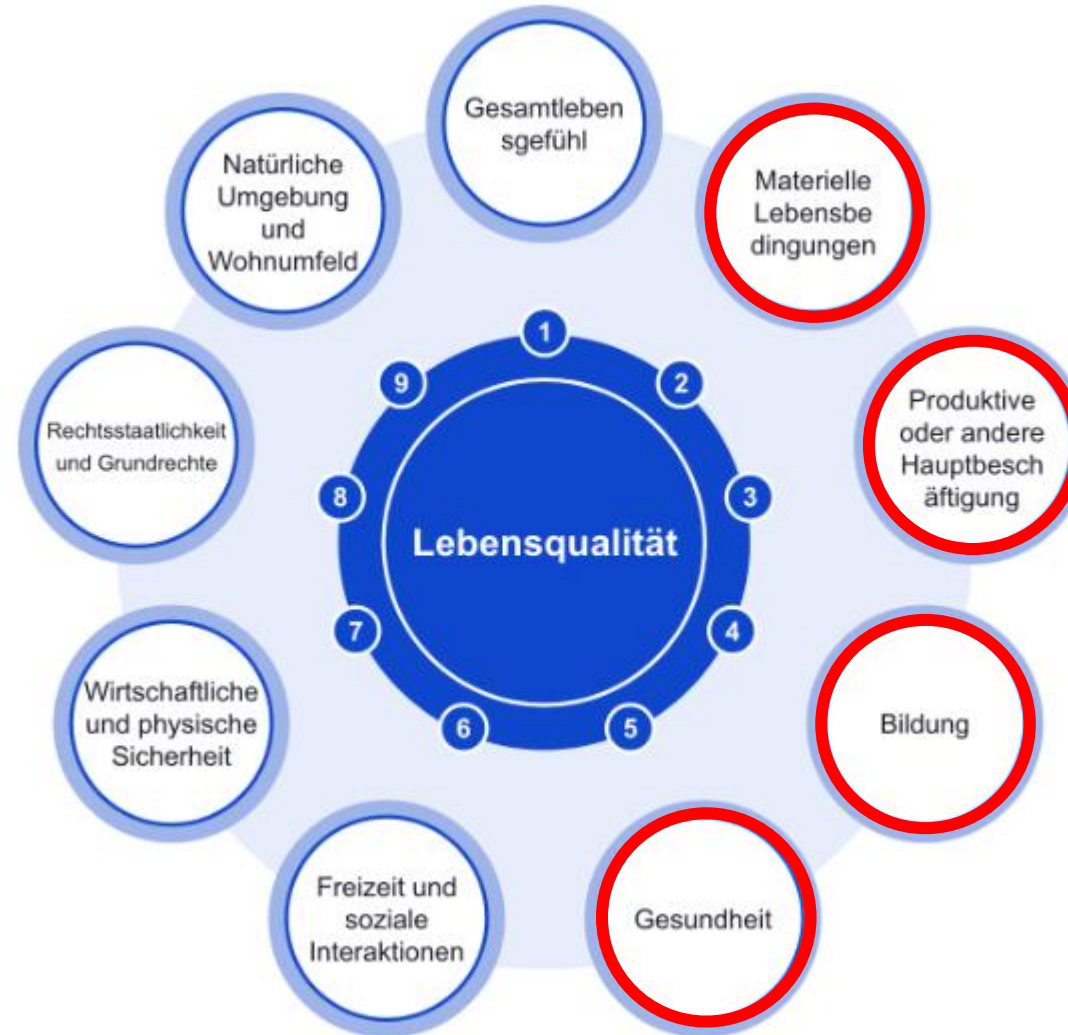 Gesamtleben
sgefühl
Materielle
Lebensbe
dingungen
Produktive
oder andere
Hauptbesch
äftigung
Bildung
Gesundheit
Freizeit und
soziale
Interaktionen
Wirtschaftliche
und physische
Sicherheit
Rechtsstaatlichkeit
und Grundrechte
Natürliche
Umgebung
und
Wohnumfeld
1
2
3
4
5
6
7
8
9
Lebensqualität